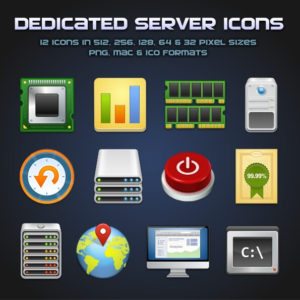 DEDICATED SERVER ICONS
12 ICONS IN 512, 256, 128, 64 & 32 PIXEL SIZES
PNG, MAC & ICO FORMATS
99.99%
C:\